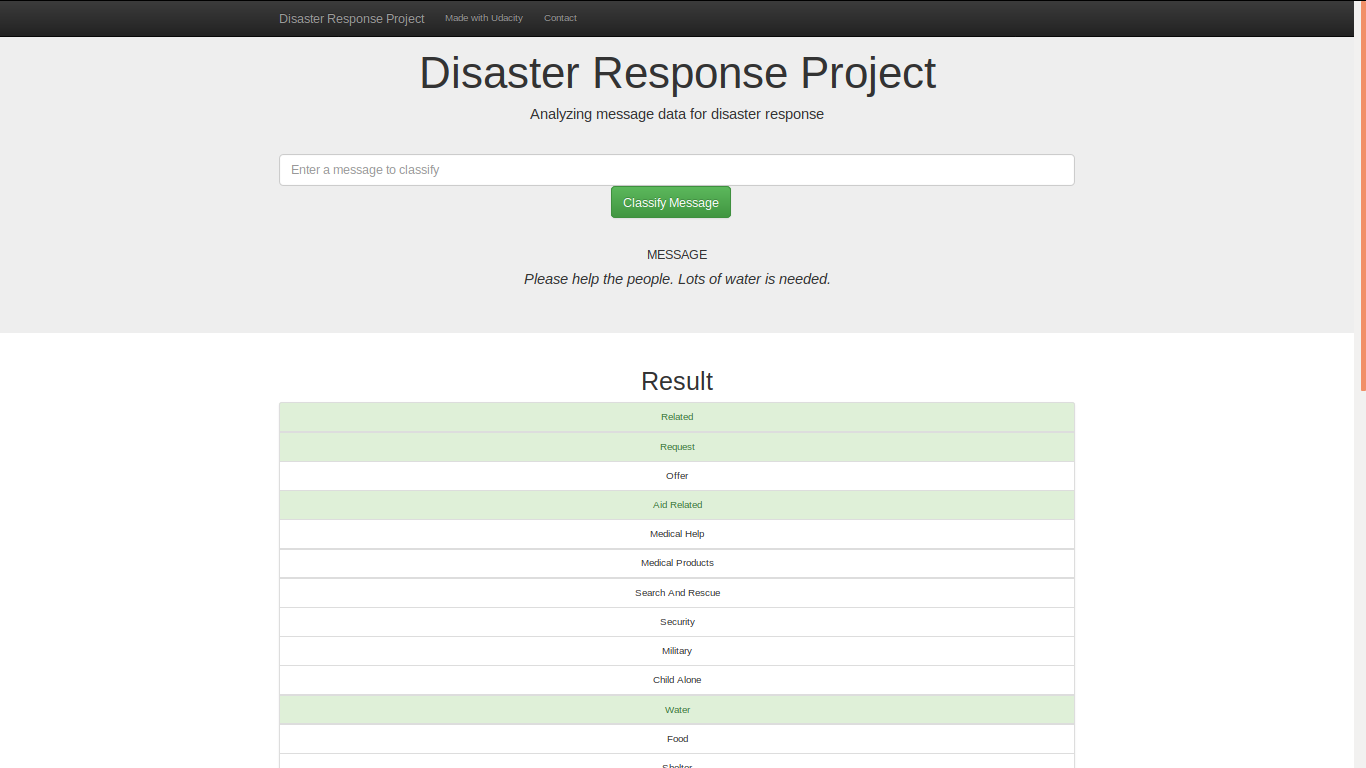 Disaster Response Project Made with Udacity Contact
Disaster Response Project
Analyzing message data for disaster response
Enter a message to classify
Classify Message
MESSAGE
Please help the people. Lots of water is needed.
Result
Related
Request
Offer
Aid Related
Medical Help
Medical Products
Search And Rescue
Security
Military
Child Alone
Water
Food
Shelter